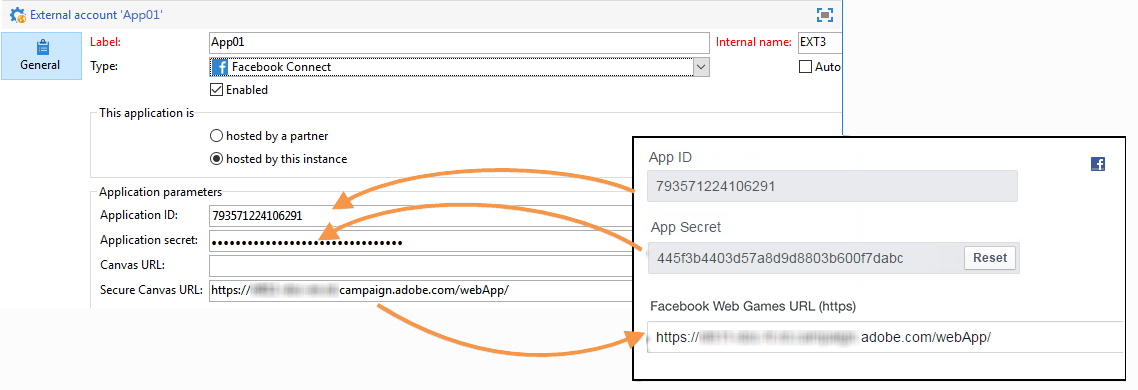 External account 'App01'
General
Label: App01 Internal name: EXT3
Type: Facebook Connect Auto
Enabled
This application is
hosted by a partner
hosted by this instance
Application parameters
Application ID: 793571224106291
Application secret: ••••••••••••••••••••••••••••••••
Canvas URL:
Secure Canvas URL: https:// campaign.adobe.com/webApp/
App ID
793571224106291
App Secret
445f3b4403d57a8d9d8803b600f7dabc Reset
Facebook Web Games URL (https)
https:// adobe.com/webApp/